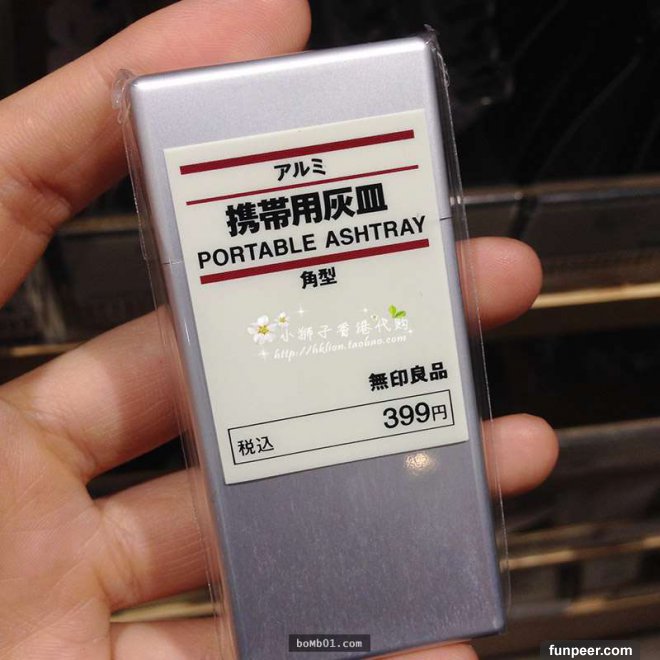 アルミ
携帯用灰皿
PORTABLE ASHTRAY
角型
小獅子香港代购
http://hklion.taobao.com
無印良品
税込 399円
boMb01.com
funpeer.com